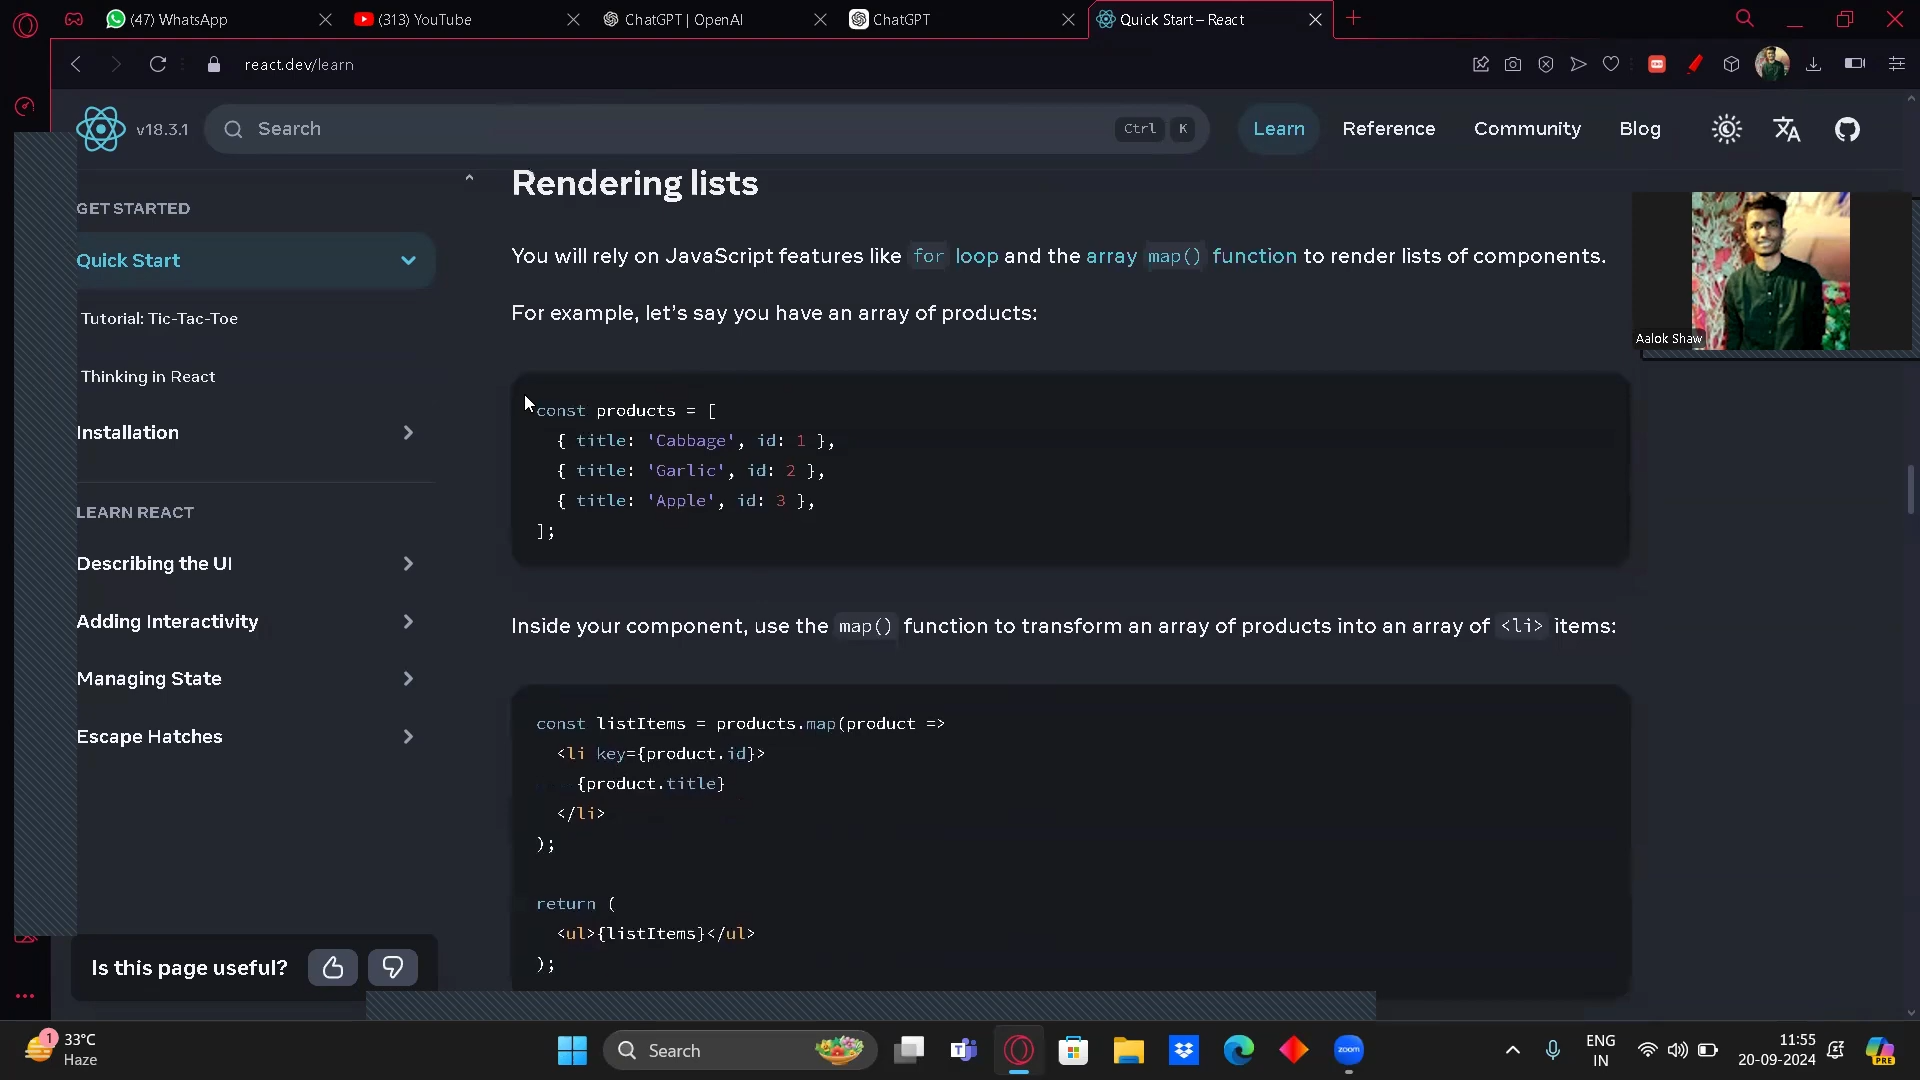 (47) WhatsApp
(313) YouTube
ChatGPT | OpenAI
ChatGPT
Quick Start – React
react.dev/learn
v18.3.1
Search
Ctrl K
Learn
Reference
Community
Blog
GET STARTED
Quick Start
Tutorial: Tic-Tac-Toe
Thinking in React
Installation
LEARN REACT
Describing the UI
Adding Interactivity
Managing State
Escape Hatches
Is this page useful?
Rendering lists
You will rely on JavaScript features like for loop and the array map() function to render lists of components.
For example, let’s say you have an array of products:
const products = [
{ title: 'Cabbage', id: 1 },
{ title: 'Garlic', id: 2 },
{ title: 'Apple', id: 3 },
];
Inside your component, use the map() function to transform an array of products into an array of <li> items:
const listItems = products.map(product =>
<li key={product.id}>
{product.title}
</li>
);
return (
<ul>{listItems}</ul>
);
Aalok Shaw
1
33°C
Haze
Search
zoom
PRE
ENG
IN
11:55
20-09-2024